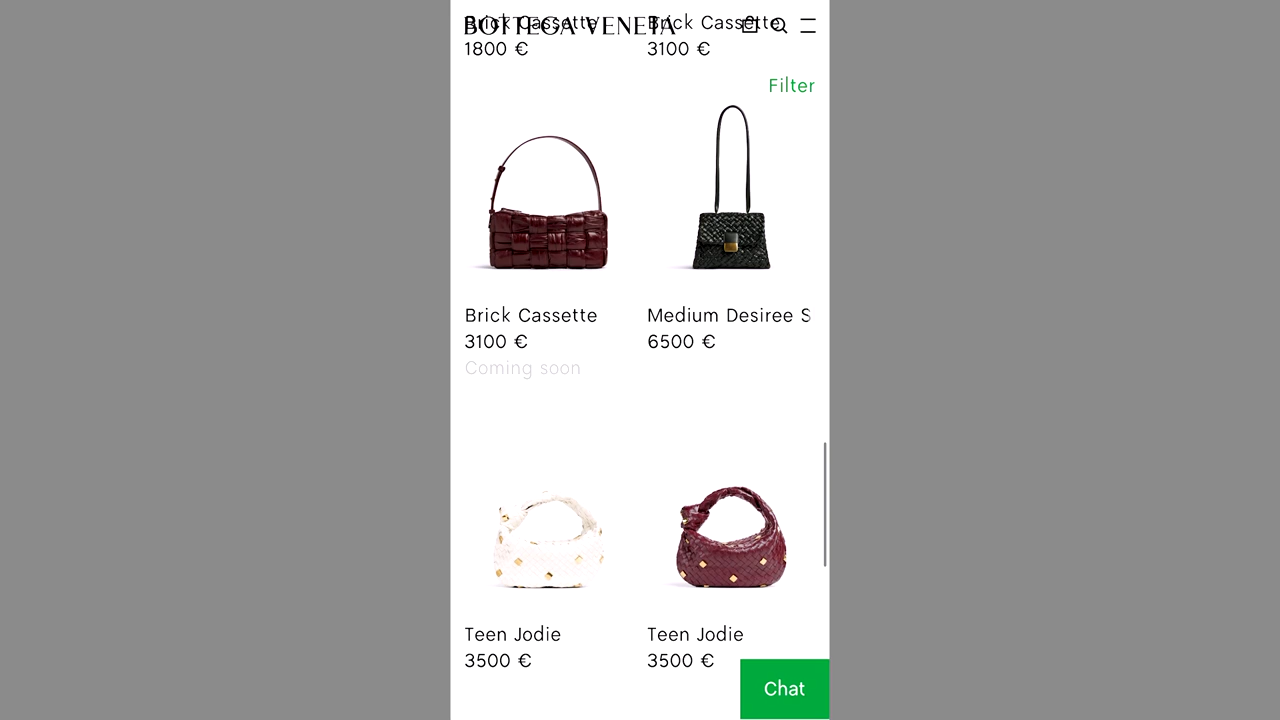 BOTTEGA VENETA
Brick Cassette
Brick Cassette
1800 €
3100 €
Filter
Brick Cassette
3100 €
Coming soon
Medium Desiree S
6500 €
Teen Jodie
3500 €
Teen Jodie
3500 €
Chat